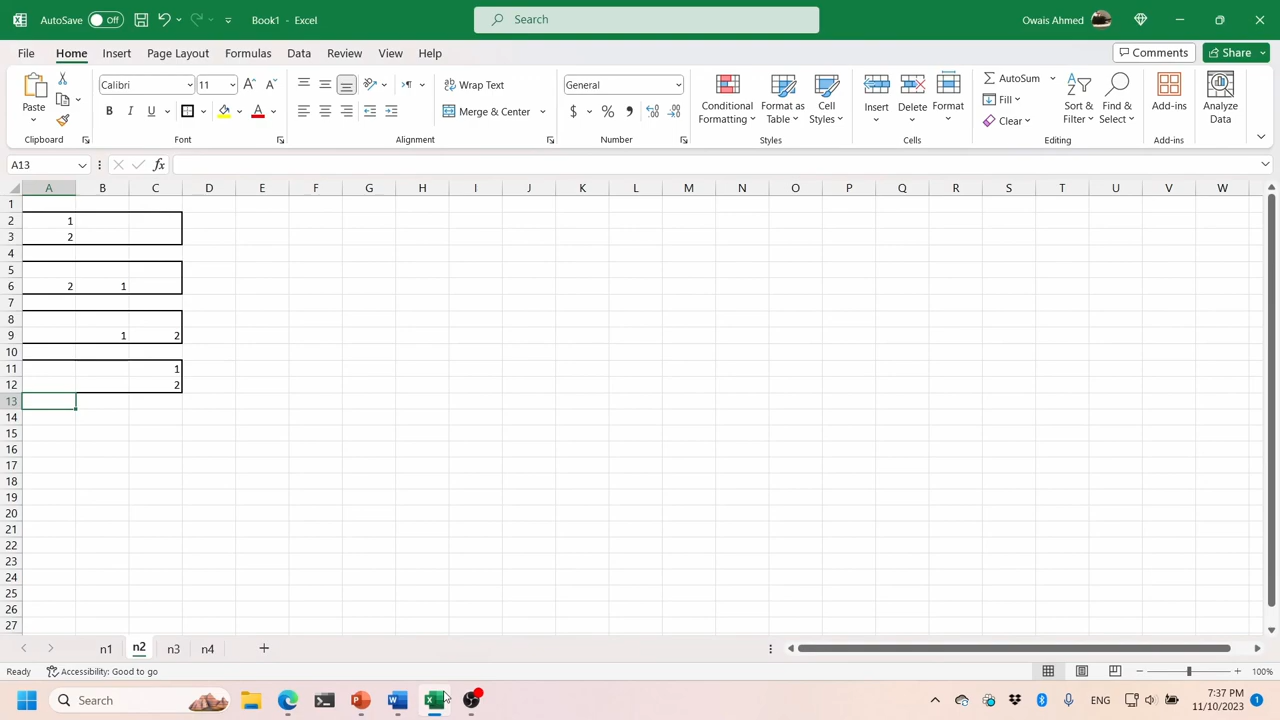 AutoSave Off Book1 - Excel Search Owais Ahmed
File Home Insert Page Layout Formulas Data Review View Help Comments Share
Paste Calibri 11 Wrap Text General Conditional Formatting Format as Table Cell Styles Insert Delete Format AutoSum Sort & Filter Find & Select Add-ins Analyze Data
B I U Merge & Center $ % Fill
Clear
Clipboard Font Alignment Number Styles Cells Editing Add-ins
A13 fx
A B C D E F G H I J K L M N O P Q R S T U V W
1
2 1
3 2
4
5
6 2 1
7
8
9 1 2
10
11 1
12 2
13
14
15
16
17
18
19
20
21
22
23
24
25
26
27
n1 n2 n3 n4
Ready Accessibility: Good to go 100%
Search ENG 7:37 PM
11/10/2023 1